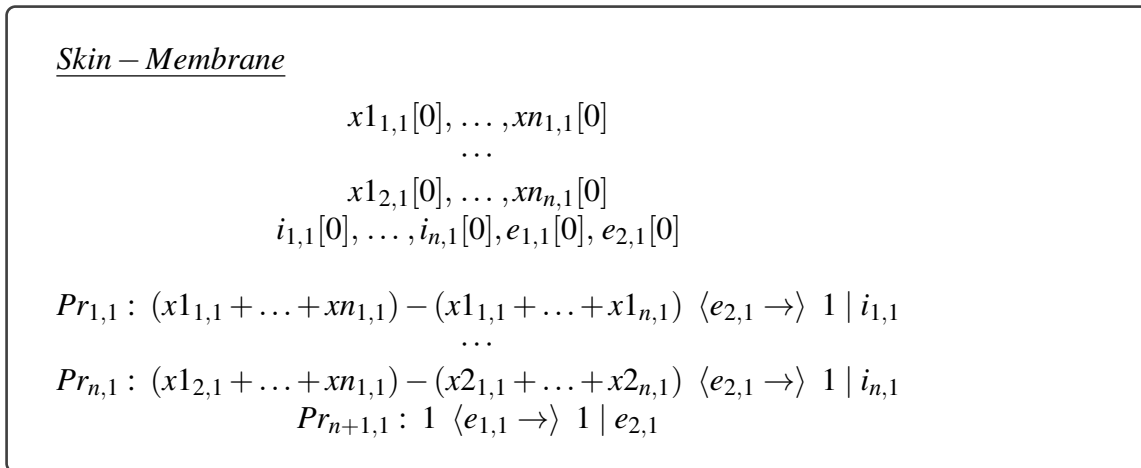 Skin – Membrane
x1_{1,1}[0], … , xn_{1,1}[0]
…
x1_{2,1}[0], … , xn_{n,1}[0]
i_{1,1}[0], … , i_{n,1}[0], e_{1,1}[0], e_{2,1}[0]
Pr_{1,1} : (x1_{1,1} + … + xn_{1,1}) − (x1_{1,1} + … + x1_{n,1}) ⟨e_{2,1} →⟩ 1 | i_{1,1}
…
Pr_{n,1} : (x1_{2,1} + … + xn_{1,1}) − (x2_{1,1} + … + x2_{n,1}) ⟨e_{2,1} →⟩ 1 | i_{n,1}
Pr_{n+1,1} : 1 ⟨e_{1,1} →⟩ 1 | e_{2,1}